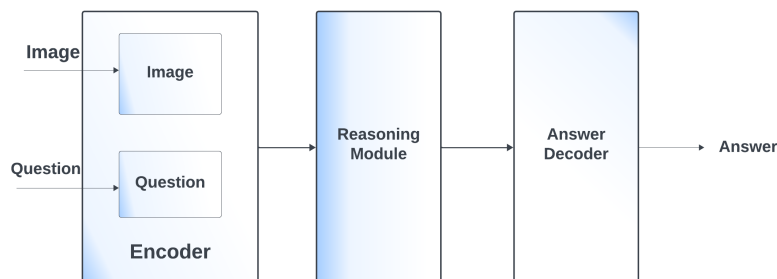 Image
Image
Question
Question
Encoder
Reasoning
Module
Answer
Decoder
Answer